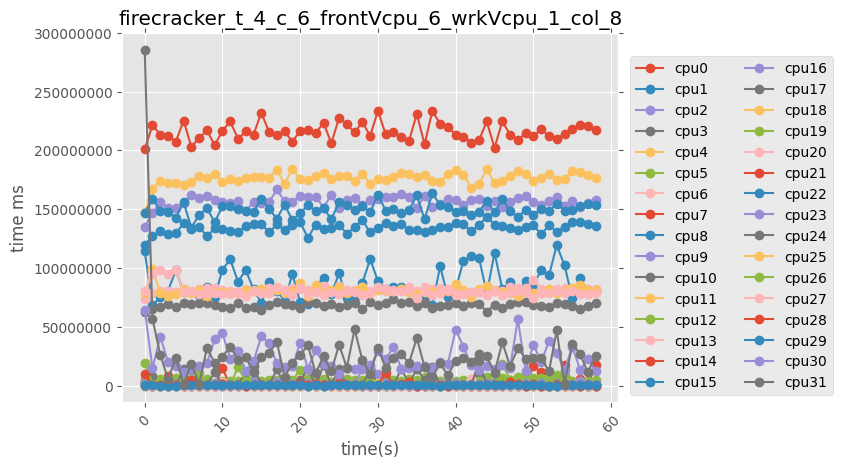 firecracker_t_4_c_6_frontVcpu_6_wrkVcpu_1_col_8
300000000
250000000
200000000
150000000
100000000
50000000
0
time ms
0
10
20
30
40
50
60
time(s)
cpu0
cpu1
cpu2
cpu3
cpu4
cpu5
cpu6
cpu7
cpu8
cpu9
cpu10
cpu11
cpu12
cpu13
cpu14
cpu15
cpu16
cpu17
cpu18
cpu19
cpu20
cpu21
cpu22
cpu23
cpu24
cpu25
cpu26
cpu27
cpu28
cpu29
cpu30
cpu31